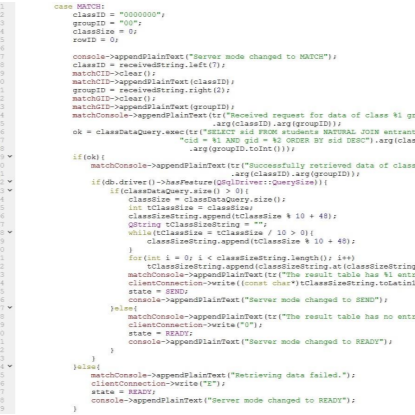 case MATCH:
classID = "0000000";
groupID = "00";
classSize = 0;
rowID = 0;
console->appendPlainText("Server mode changed to MATCH");
classID = receivedString.left(7);
matchCID->clear();
matchCID->appendPlainText(classID);
groupID = receivedString.right(2);
matchGID->clear();
matchGID->appendPlainText(groupID);
matchConsole->appendPlainText(tr("Received request for data of class %1 gr
.arg(classID).arg(groupID));
ok = classDataQuery.exec(tr("SELECT sid FROM students NATURAL JOIN entrant
"cid = %1 AND gid = %2 ORDER BY sid DESC").arg(clas
.arg(groupID.toInt()));
if(ok){
matchConsole->appendPlainText(tr("Successfully retrieved data of class
.arg(classID).arg(groupID));
if(db.driver()->hasFeature(QSqlDriver::QuerySize)){
if(classDataQuery.size() > 0){
classSize = classDataQuery.size();
int tClassSize = classSize;
classSizeString.append(tClassSize % 10 + 48);
QString tClassSizeString = "";
while(tClassSize = tClassSize / 10 > 0){
classSizeString.append(tClassSize % 10 + 48);
}
for(int i = 0; i < classSizeString.length(); i++)
tClassSizeString.append(classSizeString.at(classSizeString
matchConsole->appendPlainText(tr("The result table has %1 entr
clientConnection->write((const char*)tClassSizeString.toLatin1
state = SEND;
console->appendPlainText("Server mode changed to SEND");
}else{
matchConsole->appendPlainText(tr("The result table has no entr
clientConnection->write("0");
state = READY;
console->appendPlainText("Server mode changed to READY");
}
}
}else{
matchConsole->appendPlainText("Retrieving data failed.");
clientConnection->write("E");
state = READY;
console->appendPlainText("Server mode changed to READY");
}